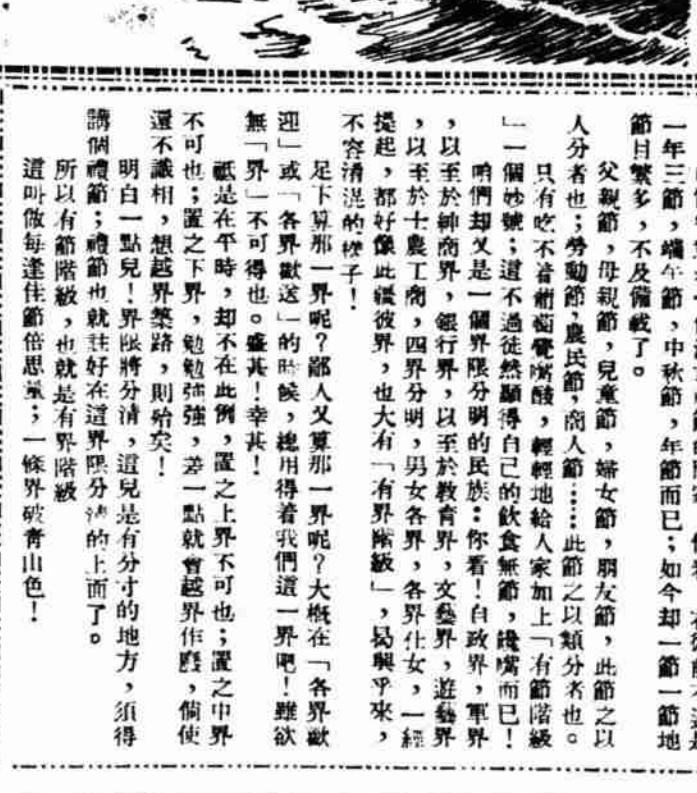 一年三節，端午節，中秋節，年節而已；如今却一節一節地
節目繁多，不及備載了。
父親節，母親節，兒童節，婦女節，朋友節，此節之以
人分者也；勞動節，農民節，商人節……此節之以類分者也。
只有吃不着葡萄覺嘴酸，輕輕地給人家加上「有節階級
」一個妙號；這不過徒然顯得自己的飲食無節，饞嘴而已！
咱們却又是一個界限分明的民族：你看！自政界，軍界
，以至於紳商界，銀行界，以至於教育界，文藝界，遊藝界
，以至於士農工商，四界分明，男女各界，各界仕女，一經
提起，都好像此疆彼界，也大有「有界階級」，曷興乎來，
不容清混的樣子！
足下算那一界呢？鄙人又算那一界呢？大概在「各界歡
迎」或「各界歡送」的時候，總用得着我們這一界吧！雖欲
無「界」不可得也。盛甚！幸甚！
祇是在平時，却不在此例，置之上界不可也；置之中界
不可也；置之下界，勉勉強強，差一點就會越界作廢，倘使
還不識相，想越界築路，則殆矣！
明白一點兒！界限將分清，這兒是有分寸的地方，須得
講個禮節；禮節也就註好在這界限分清的上面了。
所以有節階級，也就是有界階級
這叫做每逢佳節倍思量；一條界破青山色！